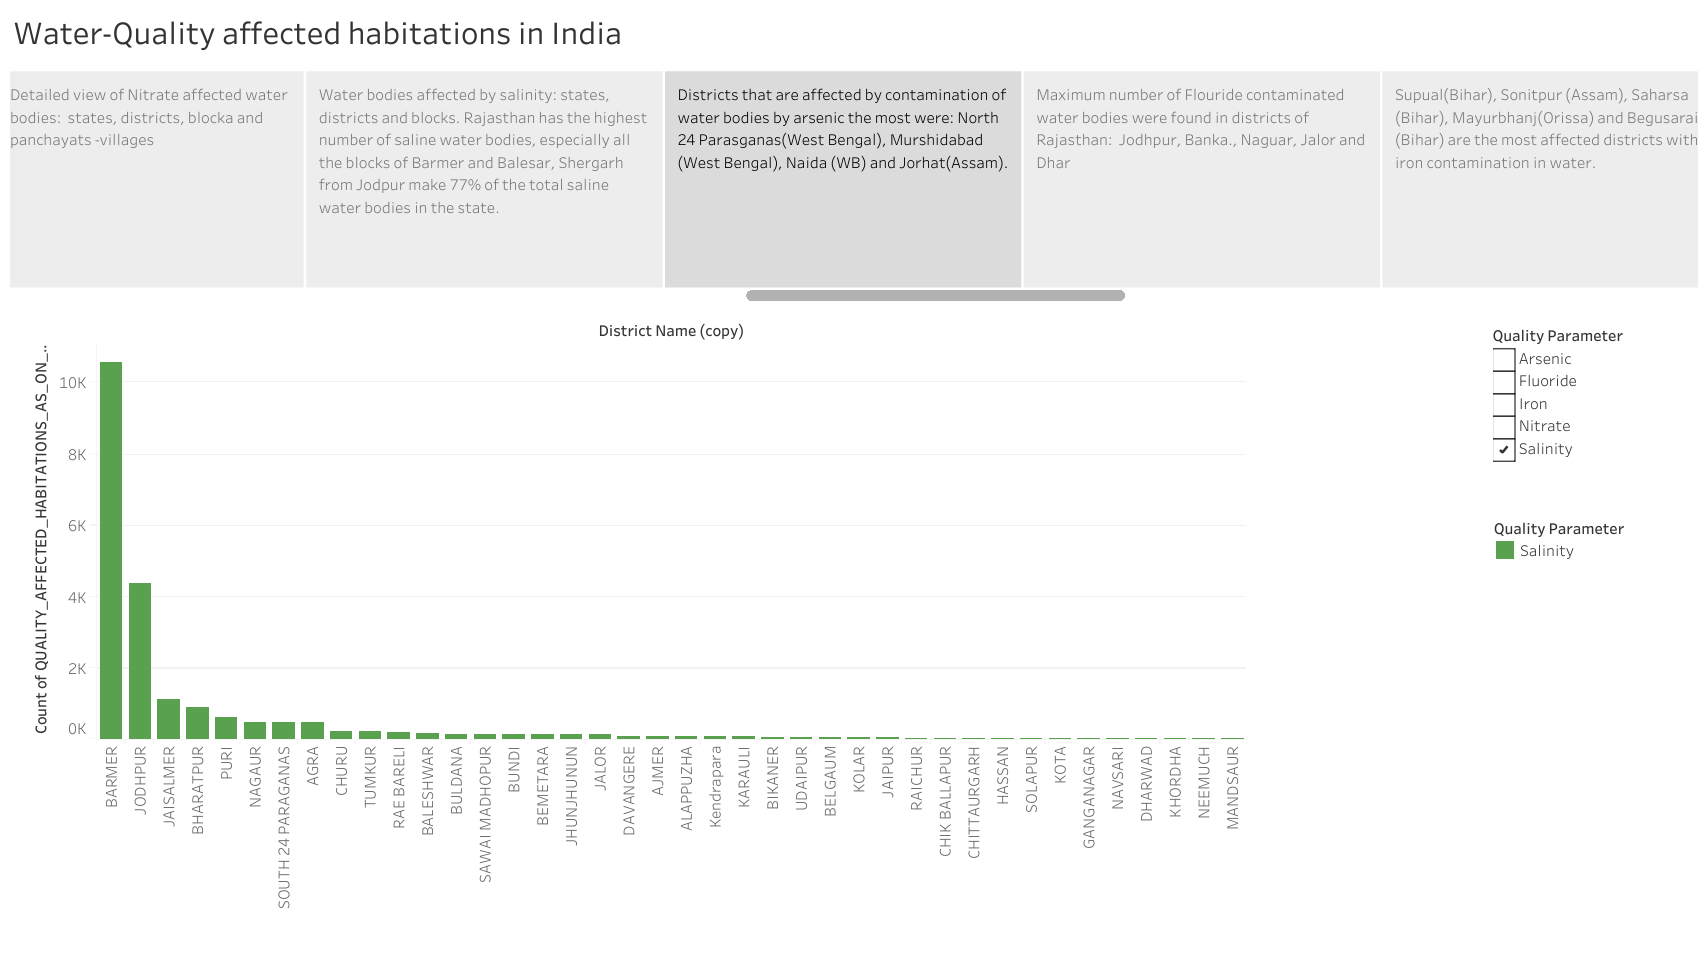 Water-Quality affected habitations in India
Detailed view of Nitrate affected water
bodies: states, districts, blocka and
panchayats -villages
Water bodies affected by salinity: states,
districts and blocks. Rajasthan has the highest
number of saline water bodies, especially all
the blocks of Barmer and Balesar, Shergarh
from Jodpur make 77% of the total saline
water bodies in the state.
Districts that are affected by contamination of
water bodies by arsenic the most were: North
24 Parasganas(West Bengal), Murshidabad
(West Bengal), Naida (WB) and Jorhat(Assam).
Maximum number of Flouride contaminated
water bodies were found in districts of
Rajasthan: Jodhpur, Banka., Naguar, Jalor and
Dhar
Supual(Bihar), Sonitpur (Assam), Saharsa
(Bihar), Mayurbhanj(Orissa) and Begusarai
(Bihar) are the most affected districts with
iron contamination in water.
District Name (copy)
Count of QUALITY_AFFECTED_HABITATIONS_AS_ON_..
10K
8K
6K
4K
2K
0K
BARMER
JODHPUR
JAISALMER
BHARATPUR
PURI
NAGAUR
SOUTH 24 PARAGANAS
AGRA
CHURU
TUMKUR
RAE BARELI
BALESHWAR
BULDANA
SAWAI MADHOPUR
BUNDI
BEMETARA
JHUNJHUNUN
JALOR
DAVANGERE
AJMER
ALAPPUZHA
Kendrapara
KARAULI
BIKANER
UDAIPUR
BELGAUM
KOLAR
JAIPUR
RAICHUR
CHIK BALLAPUR
CHITTAURGARH
HASSAN
SOLAPUR
KOTA
GANGANAGAR
NAVSARI
DHARWAD
KHORDHA
NEEMUCH
MANDSAUR
Quality Parameter
Arsenic
Fluoride
Iron
Nitrate
Salinity
Quality Parameter
Salinity